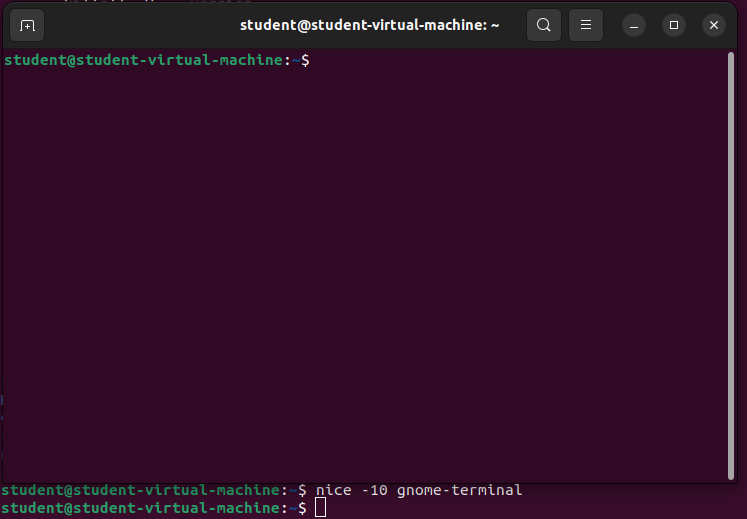 student@student-virtual-machine: ~
student@student-virtual-machine:~$
student@student-virtual-machine:~$ nice -10 gnome-terminal
student@student-virtual-machine:~$